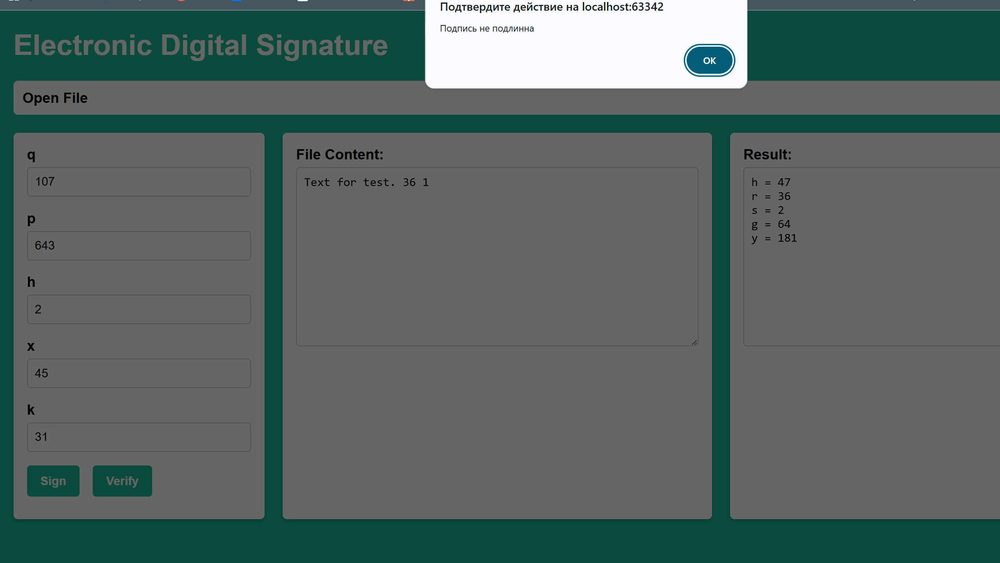 Подтвердите действие на localhost:63342
Подпись не подлинна
OK
Electronic Digital Signature
Open File
q
107
p
643
h
2
x
45
k
31
Sign
Verify
File Content:
Text for test. 36 1
Result:
h = 47
r = 36
s = 2
g = 64
y = 181